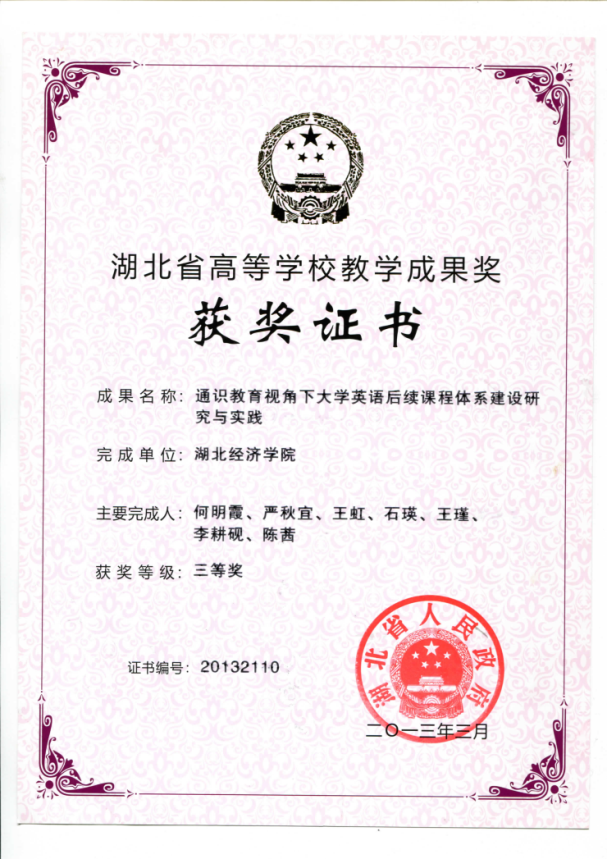 湖北省高等学校教学成果奖
获奖证书
成果名称：通识教育视角下大学英语后续课程体系建设研
究与实践
完成单位：湖北经济学院
主要完成人：何明霞、严秋宜、王虹、石瑛、王瑾、
李耕砚、陈茜
获奖等级：三等奖
证书编号：20132110
湖北省人民政府
二〇一三年三月